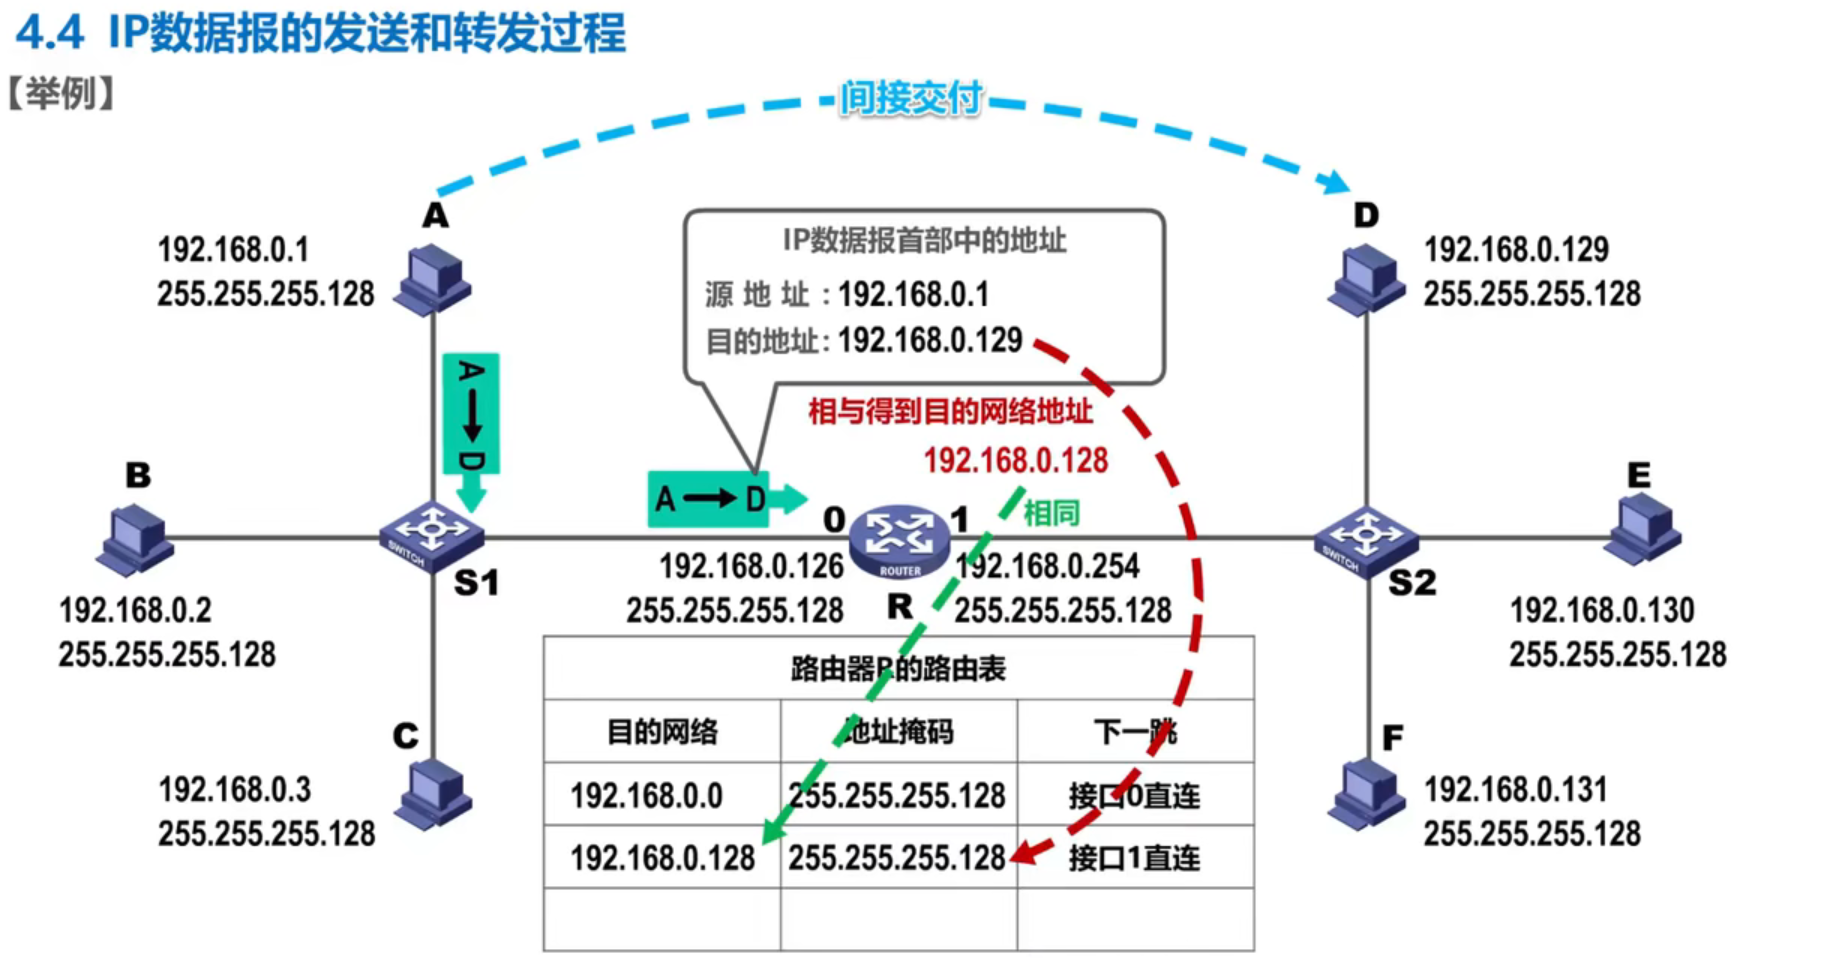 4.4 IP数据报的发送和转发过程
【举例】
间接交付
A
D
192.168.0.1
255.255.255.128
IP数据报首部中的地址
源地址：192.168.0.1
目的地址：192.168.0.129
192.168.0.129
255.255.255.128
A
D
相与得到目的网络地址
192.168.0.128
相同
B
A
D
0
1
E
SWITCH
ROUTER
SWITCH
S1
192.168.0.126
255.255.255.128
R
192.168.0.254
255.255.255.128
S2
192.168.0.2
255.255.255.128
192.168.0.130
255.255.255.128
路由器R的路由表
目的网络 地址掩码 下一跳
192.168.0.0 255.255.255.128 接口0直连
192.168.0.128 255.255.255.128 接口1直连
C
192.168.0.3
255.255.255.128
F
192.168.0.131
255.255.255.128